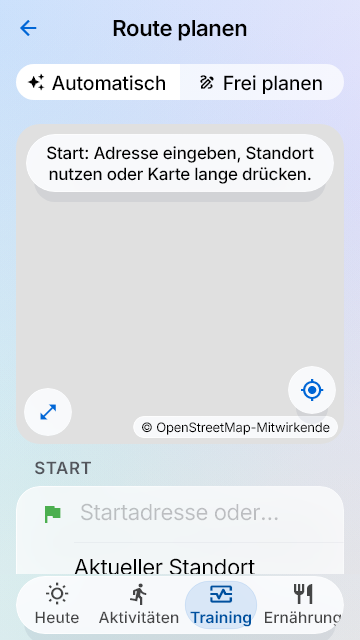 Route planen
Automatisch
Frei planen
Start: Adresse eingeben, Standort
nutzen oder Karte lange drücken.
© OpenStreetMap-Mitwirkende
START
Startadresse oder...
Aktueller Standort
Heute
Aktivitäten
Training
Ernährung